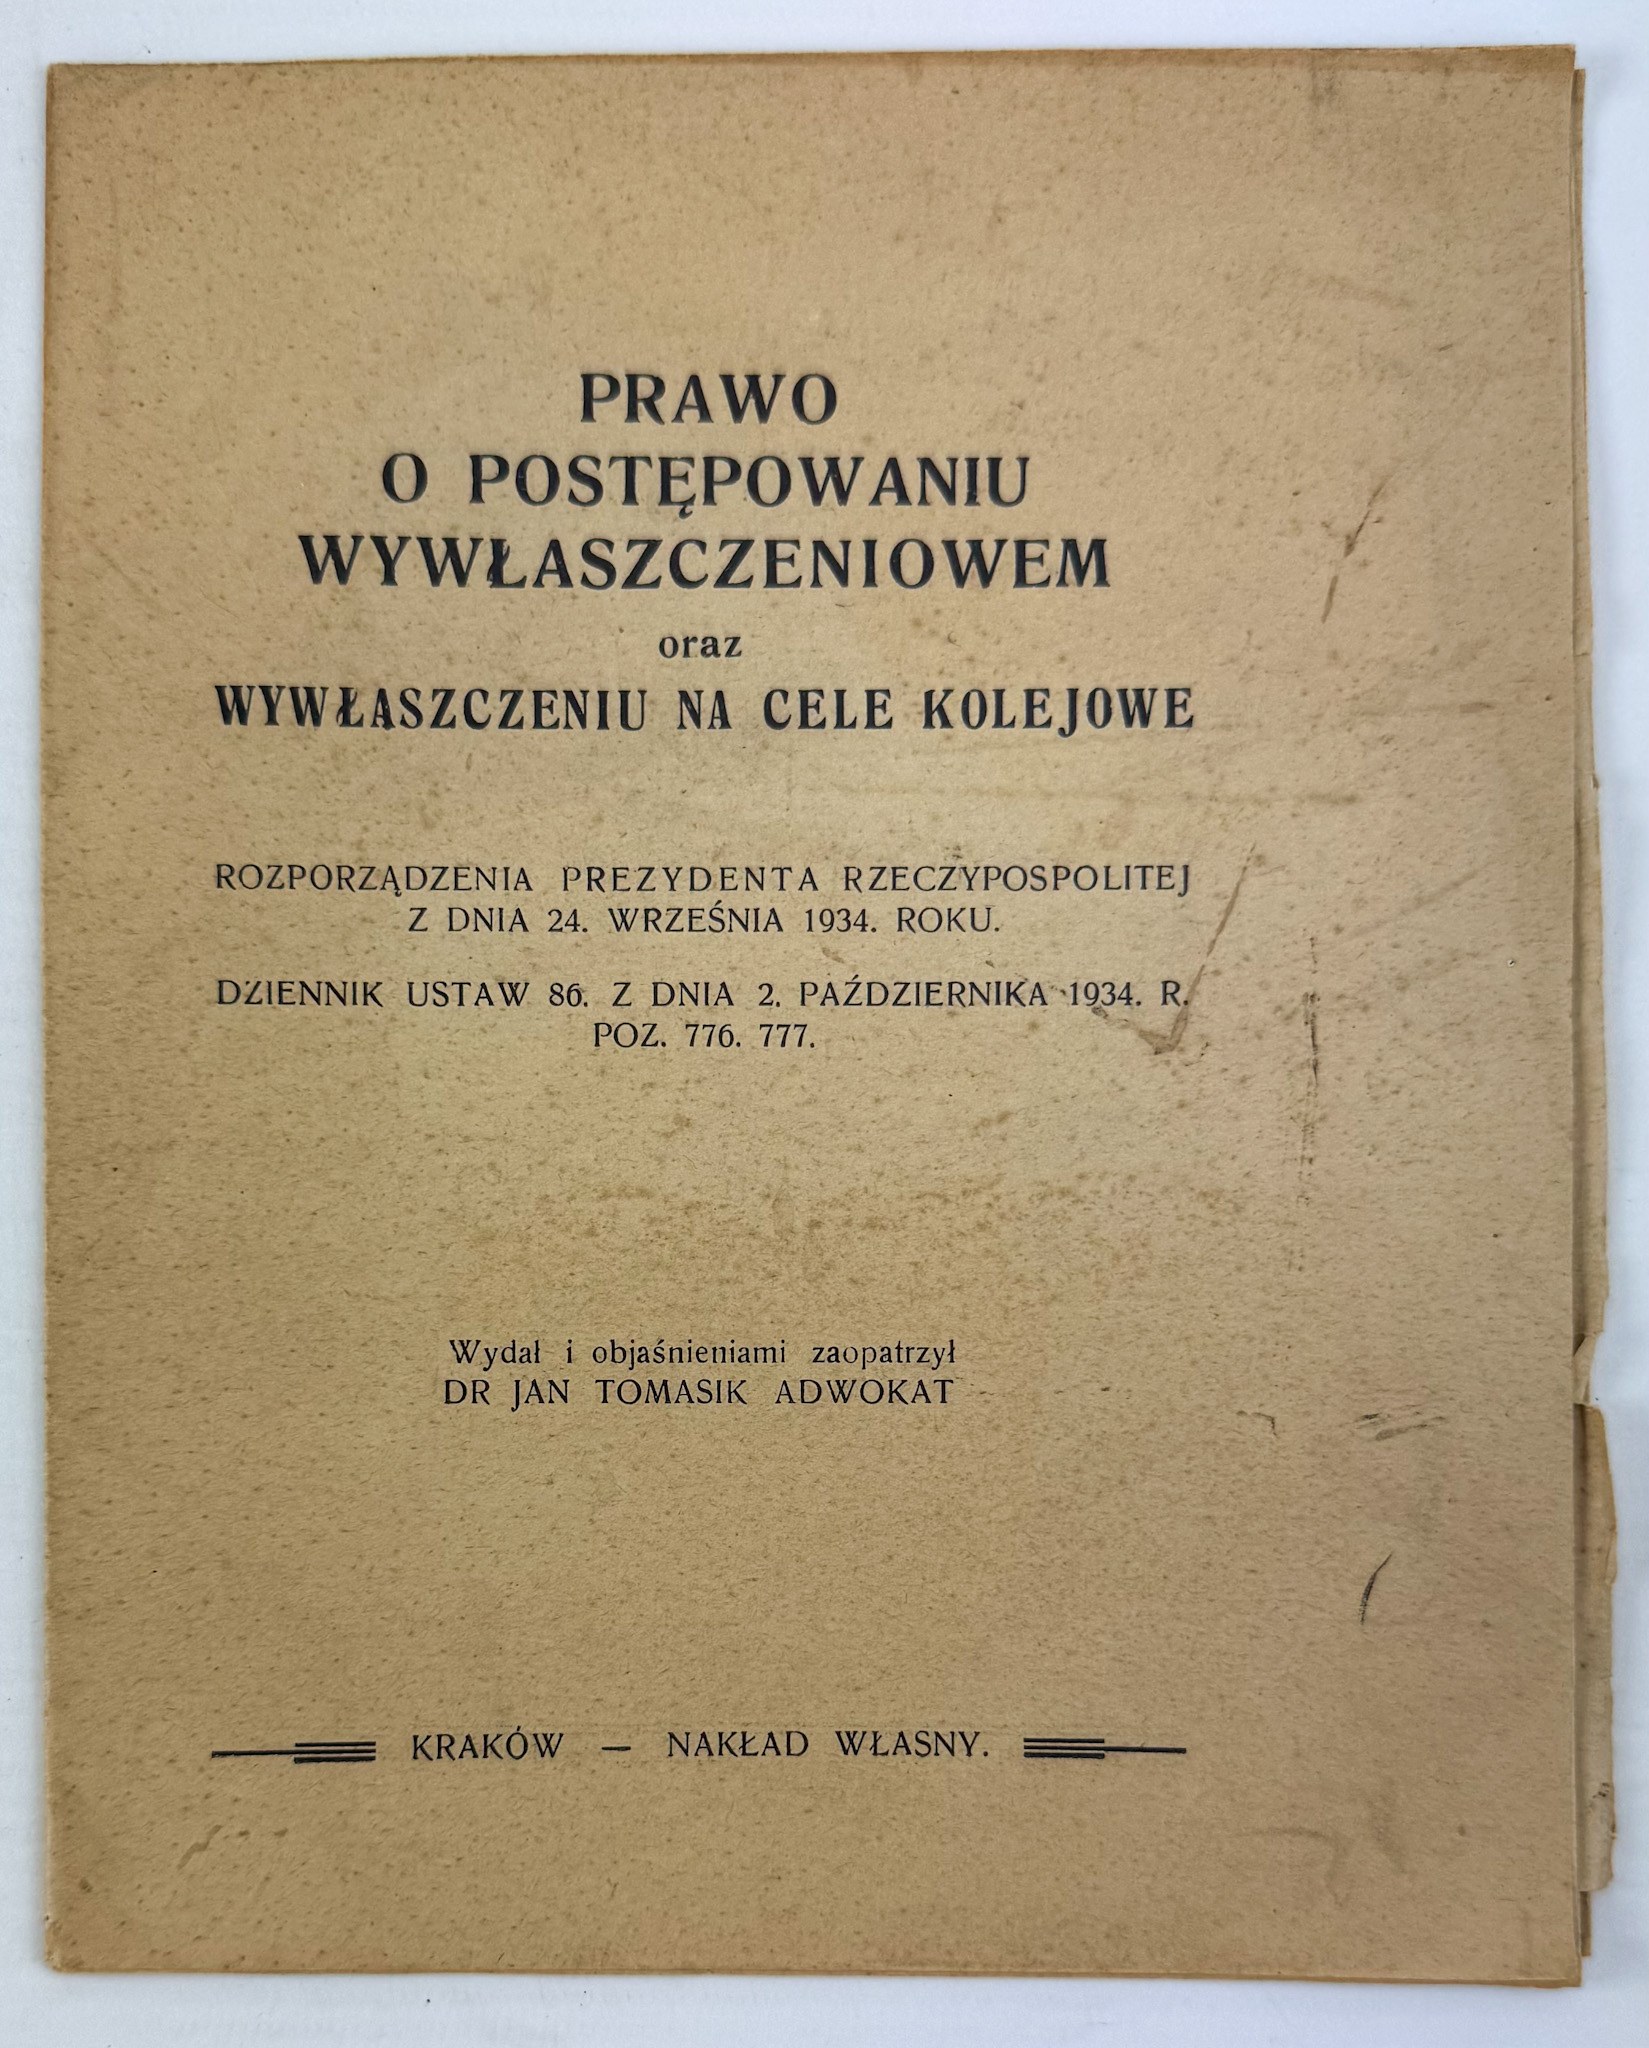 PRAWO
O POSTĘPOWANIU
WYWŁASZCZENIOWEM
oraz
WYWŁASZCZENIU NA CELE KOLEJOWE
ROZPORZĄDZENIA PREZYDENTA RZECZYPOSPOLITEJ
Z DNIA 24. WRZEŚNIA 1934. ROKU.
DZIENNIK USTAW 86. Z DNIA 2. PAŹDZIERNIKA 1934. R.
POZ. 776. 777.
Wydał i objaśnieniami zaopatrzył
DR JAN TOMASIK ADWOKAT
KRAKÓW — NAKŁAD WŁASNY.